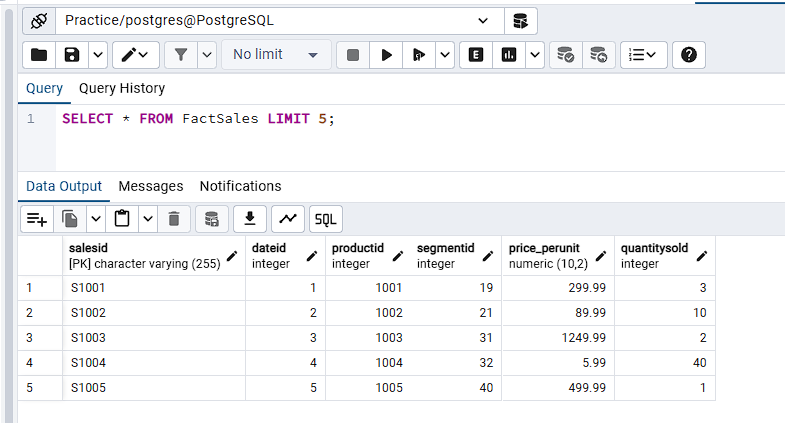 Practice/postgres@PostgreSQL
No limit
E
Query Query History
1 SELECT * FROM FactSales LIMIT 5;
Data Output Messages Notifications
SQL
salesid dateid productid segmentid price_perunit quantitysold
[PK] character varying (255) integer integer integer numeric (10,2) integer
1 S1001 1 1001 19 299.99 3
2 S1002 2 1002 21 89.99 10
3 S1003 3 1003 31 1249.99 2
4 S1004 4 1004 32 5.99 40
5 S1005 5 1005 40 499.99 1